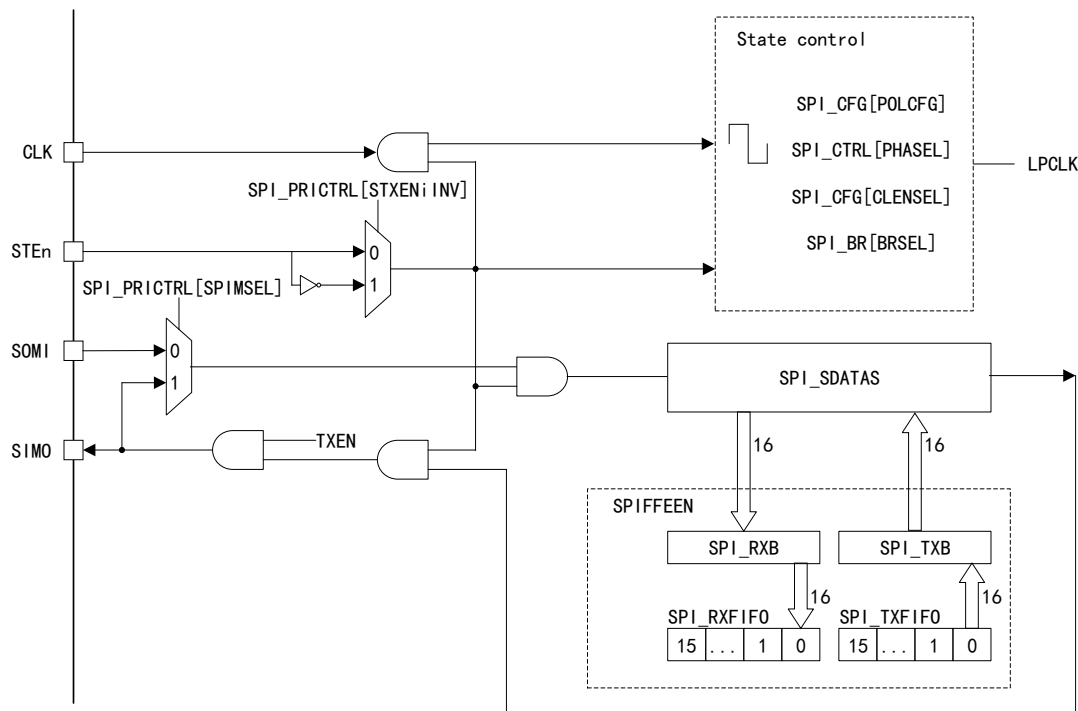 State control
SPI_CFG[POLCFG]
CLK
SPI_CTRL[PHASEL]
LPCLK
SPI_PRICTRL[STXENiINV]
SPI_CFG[CLENSEL]
STEn
0
SPI_BR[BRSEL]
1
SPI_PRICTRL[SPIMSEL]
SOMI
0
1
SPI_SDATAS
SIMO
TXEN
16
16
SPIFFEEN
SPI_RXB
SPI_TXB
16
16
SPI_RXFIFO
SPI_TXFIFO
15 ... 1 0
15 ... 1 0